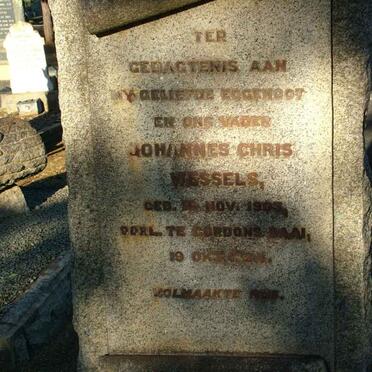 TER
GEDAGTENIS AAN
MY GELIEFDE EGGENOOT
EN ONS VADER
JOHANNES CHRIS
WESSELS,
GEB. NOV. 
OORL. TE GORDONS BAAI,
19 OKT.
VOLMAAKTE RUS.